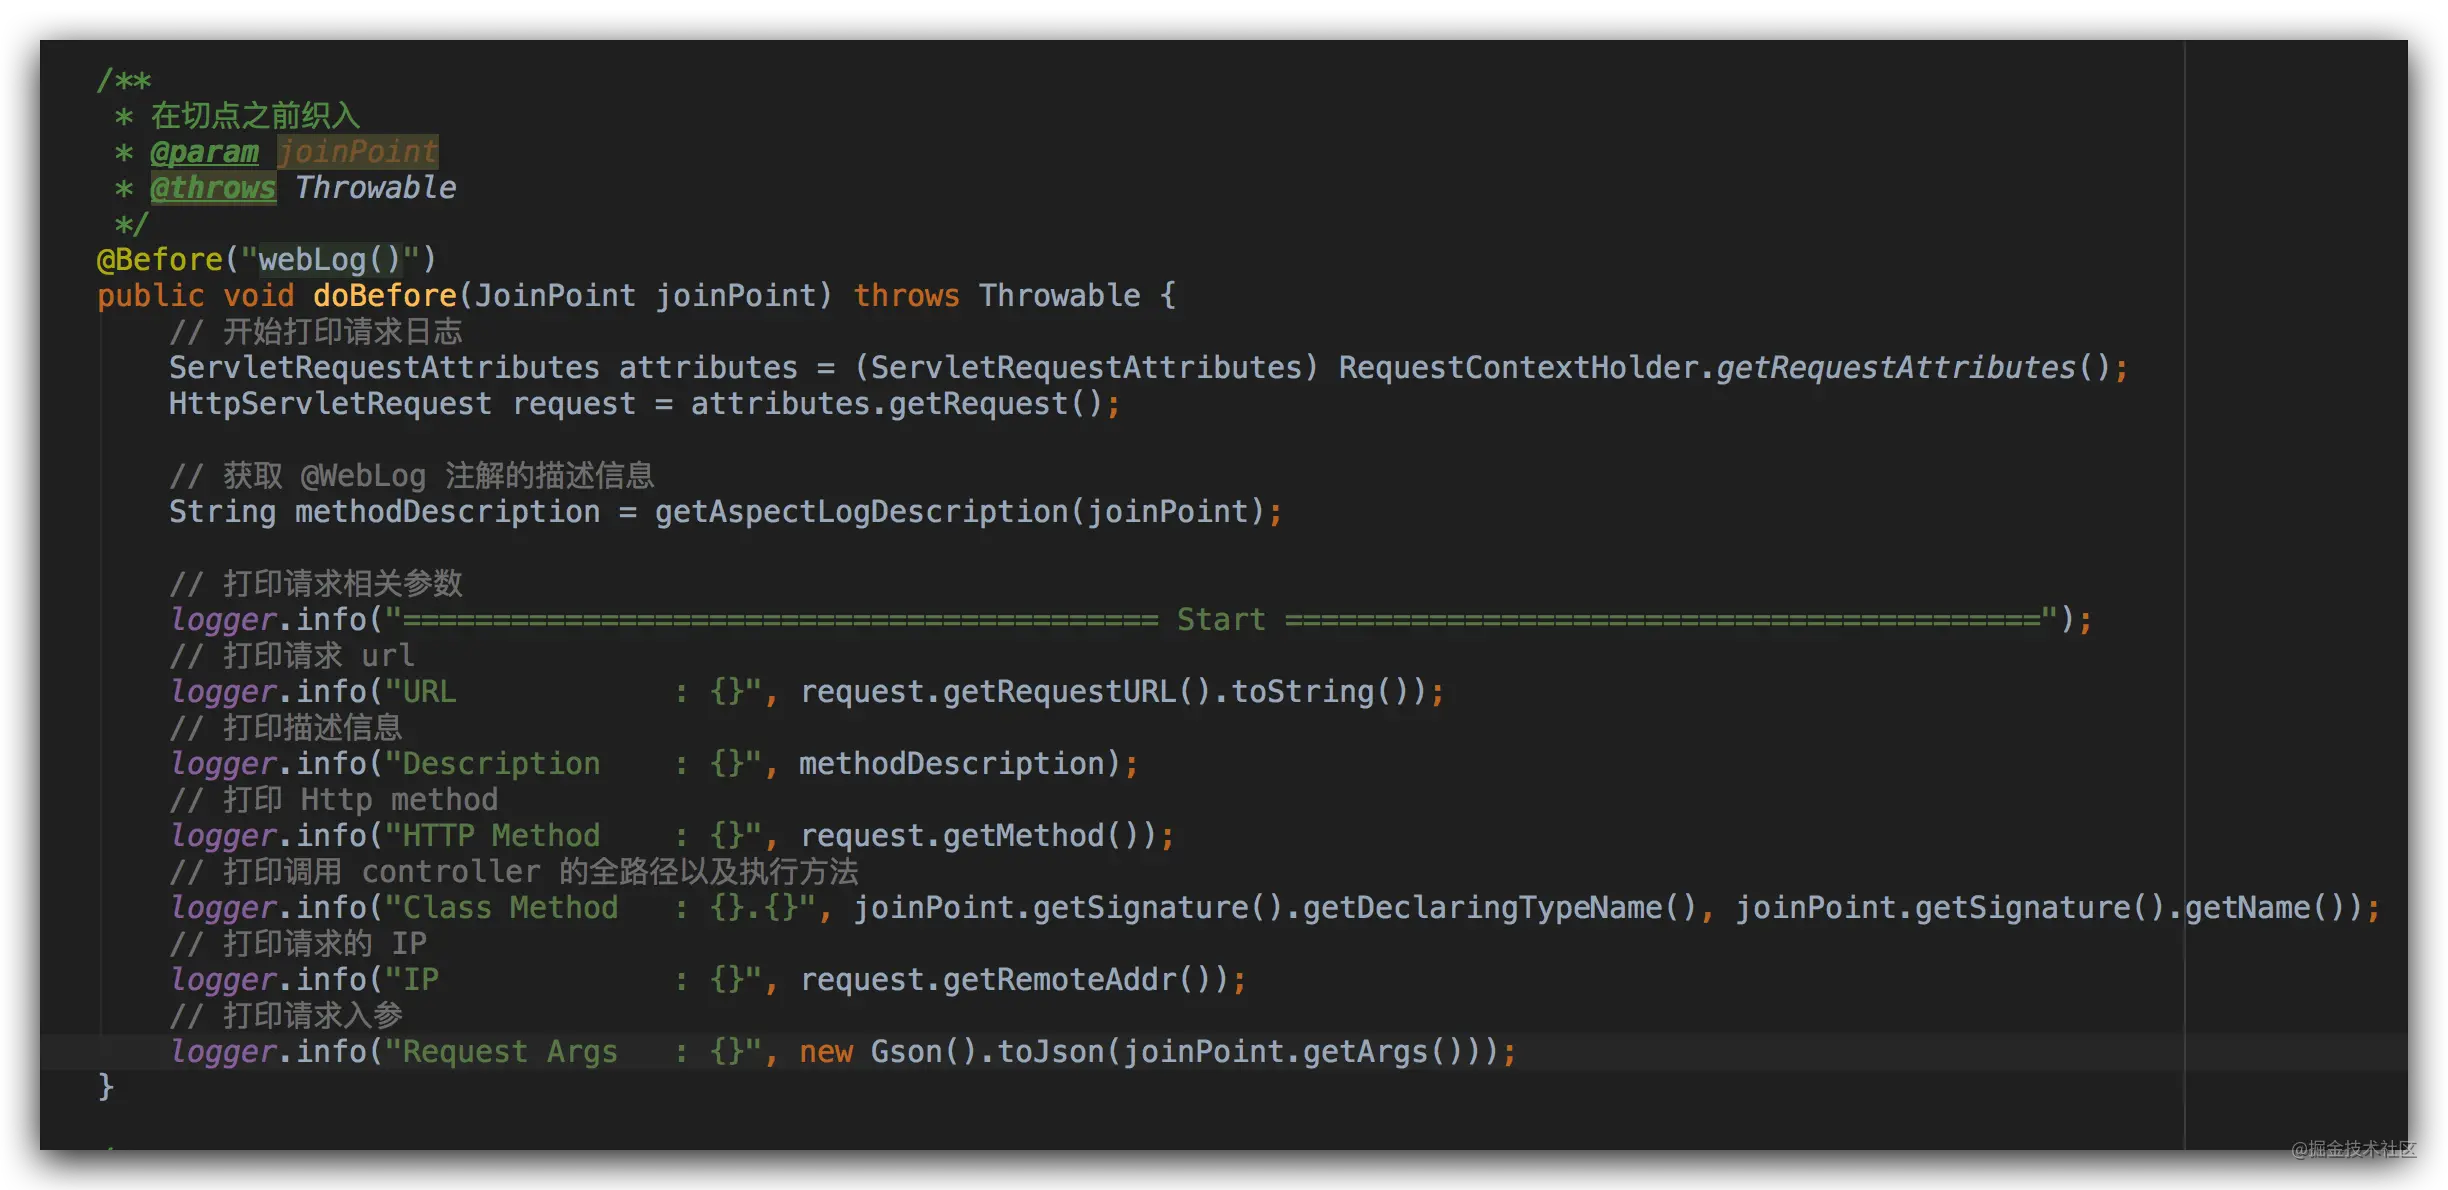 /**
 * 在切点之前织入
 * @param joinPoint
 * @throws Throwable
 */
@Before("webLog()")
public void doBefore(JoinPoint joinPoint) throws Throwable {
    // 开始打印请求日志
    ServletRequestAttributes attributes = (ServletRequestAttributes) RequestContextHolder.getRequestAttributes();
    HttpServletRequest request = attributes.getRequest();

    // 获取 @WebLog 注解的描述信息
    String methodDescription = getAspectLogDescription(joinPoint);

    // 打印请求相关参数
    logger.info("========================================== Start ==========================================");
    // 打印请求 url
    logger.info("URL            : {}", request.getRequestURL().toString());
    // 打印描述信息
    logger.info("Description    : {}", methodDescription);
    // 打印 Http method
    logger.info("HTTP Method    : {}", request.getMethod());
    // 打印调用 controller 的全路径以及执行方法
    logger.info("Class Method   : {}.{}", joinPoint.getSignature().getDeclaringTypeName(), joinPoint.getSignature().getName());
    // 打印请求的 IP
    logger.info("IP             : {}", request.getRemoteAddr());
    // 打印请求入参
    logger.info("Request Args   : {}", new Gson().toJson(joinPoint.getArgs()));
}
@掘金技术社区